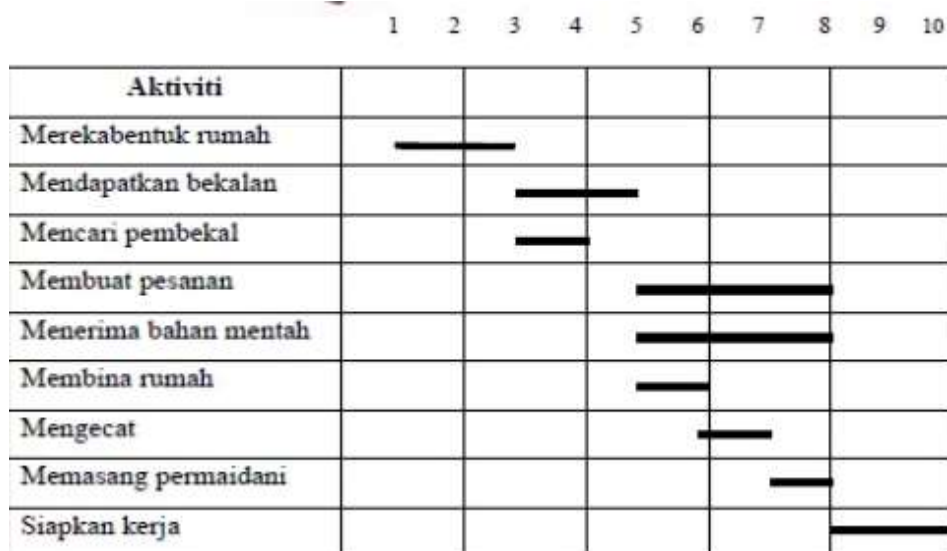 1 2 3 4 5 6 7 8 9 10
Aktiviti
Merekabentuk rumah
Mendapatkan bekalan
Mencari pembekal
Membuat pesanan
Menerima bahan mentah
Membina rumah
Mengecat
Memasang permaidani
Siapkan kerja